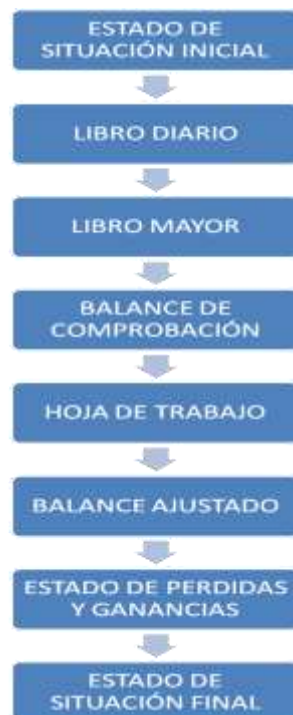 ESTADO DE
SITUACIÓN INICIAL
LIBRO DIARIO
LIBRO MAYOR
BALANCE DE
COMPROBACIÓN
HOJA DE TRABAJO
BALANCE AJUSTADO
ESTADO DE PERDIDAS
Y GANANCIAS
ESTADO DE
SITUACIÓN FINAL